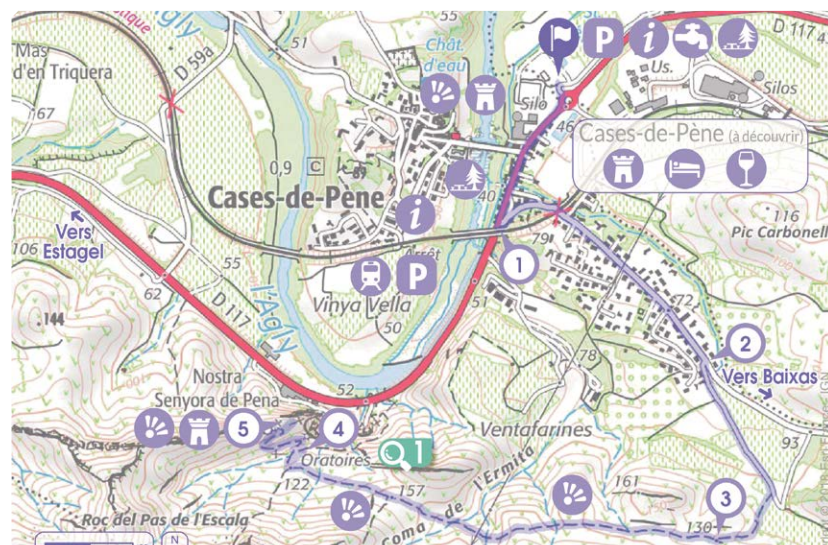 l'Agly
D 59a
51
Chât.
d'eau
P i
D 117
Us.
Silos
Mas
d'en Triquera
167
Silo
46
Cases-de-Pène (à découvrir)
0,9
C
89
Cases-de-Pène
40
i
Arrêt
79
116
Pic Carbonell
Vers
Estagel
106
55
62
P
Vinya Vella
50
1
51
D 117
l'Agly
144
72
78
2
Vers Baixas
Nostra
Senyora de Pena
52
5
4
1
Oratoires
Ventafarines
93
122
157
161
3
130
Roc del Pas de l'Escala
Coma de l'Ermita
N